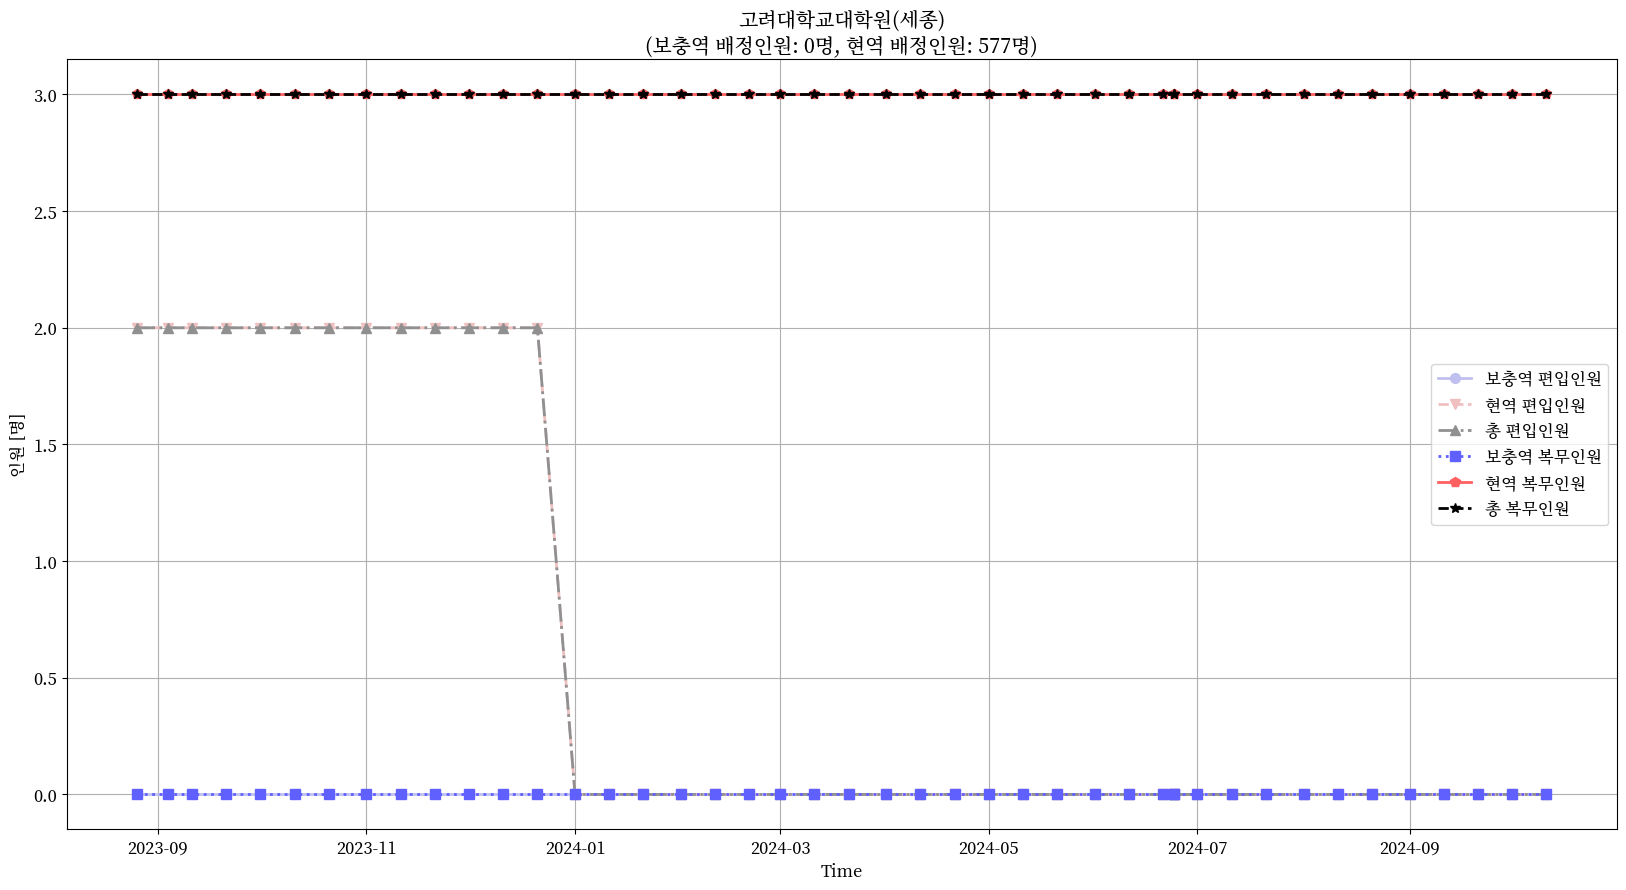 고려대학교대학원(세종)
(보충역 배정인원: 0명, 현역 배정인원: 577명)
3.0
2.5
2.0
1.5
1.0
0.5
0.0
인원 [명]
보충역 편입인원
현역 편입인원
총 편입인원
보충역 복무인원
현역 복무인원
총 복무인원
2023-09
2023-11
2024-01
2024-03
2024-05
2024-07
2024-09
Time